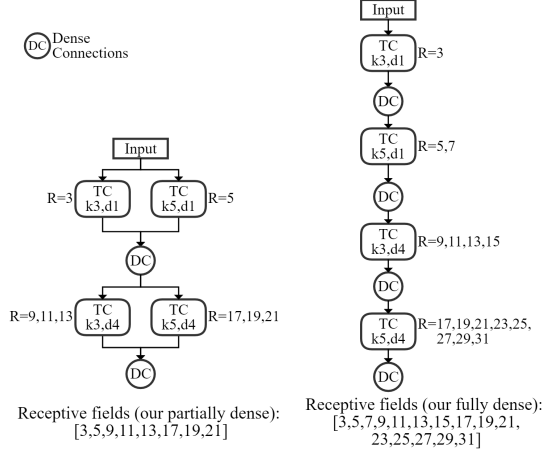 DC Dense
Connections
Input
TC
k3,d1
R=3
TC
k5,d1
R=5
DC
R=9,11,13
TC
k3,d4
TC
k5,d4
R=17,19,21
DC
Receptive fields (our partially dense):
[3,5,9,11,13,17,19,21]
Input
TC
k3,d1
R=3
DC
TC
k5,d1
R=5,7
DC
TC
k3,d4
R=9,11,13,15
DC
TC
k5,d4
R=17,19,21,23,25,
27,29,31
DC
Receptive fields (our fully dense):
[3,5,7,9,11,13,15,17,19,21,
23,25,27,29,31]